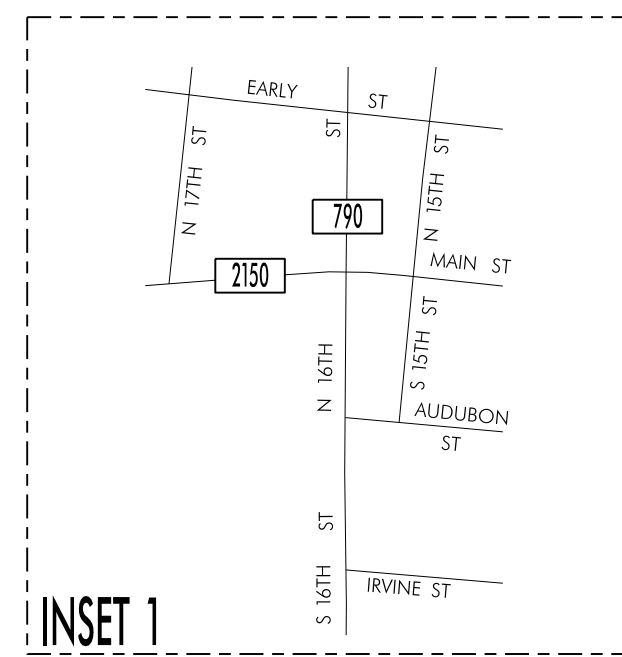 EARLY ST
N 17TH ST
ST
N 15TH ST
790
MAIN ST
2150
S 15TH ST
N 16TH
AUDUBON
ST
S 16TH ST
IRVINE ST
INSET 1